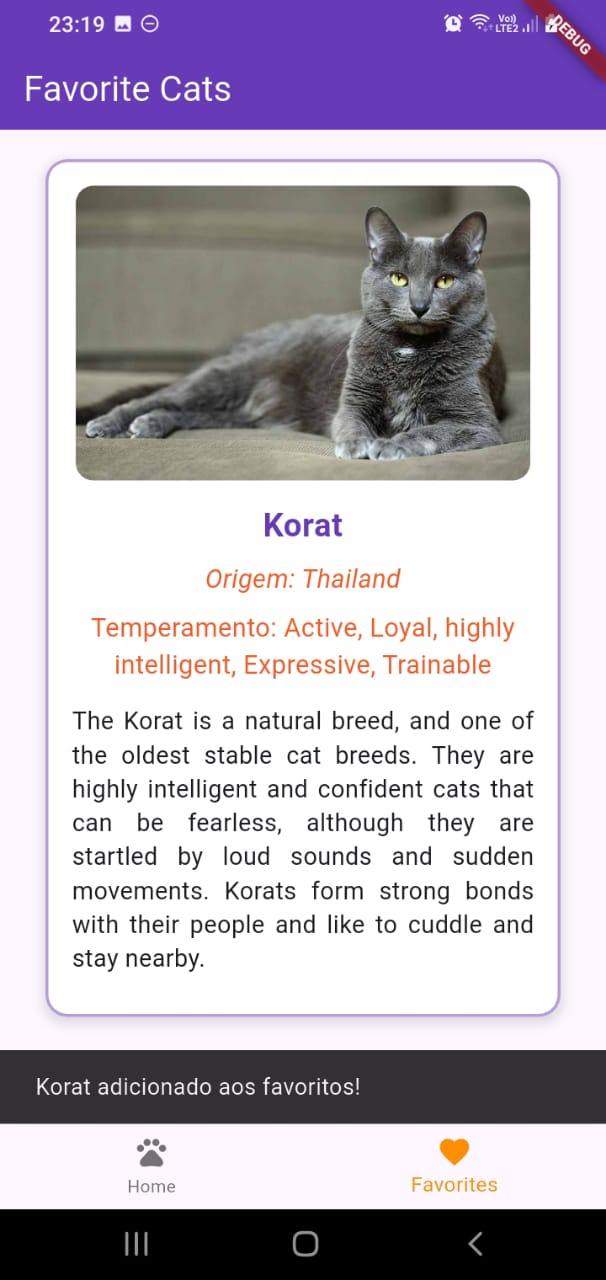 23:19
Vo))
LTE2
DEBUG
Favorite Cats
Korat
Origem: Thailand
Temperamento: Active, Loyal, highly
intelligent, Expressive, Trainable
The Korat is a natural breed, and one of
the oldest stable cat breeds. They are
highly intelligent and confident cats that
can be fearless, although they are
startled by loud sounds and sudden
movements. Korats form strong bonds
with their people and like to cuddle and
stay nearby.
Korat adicionado aos favoritos!
Home
Favorites